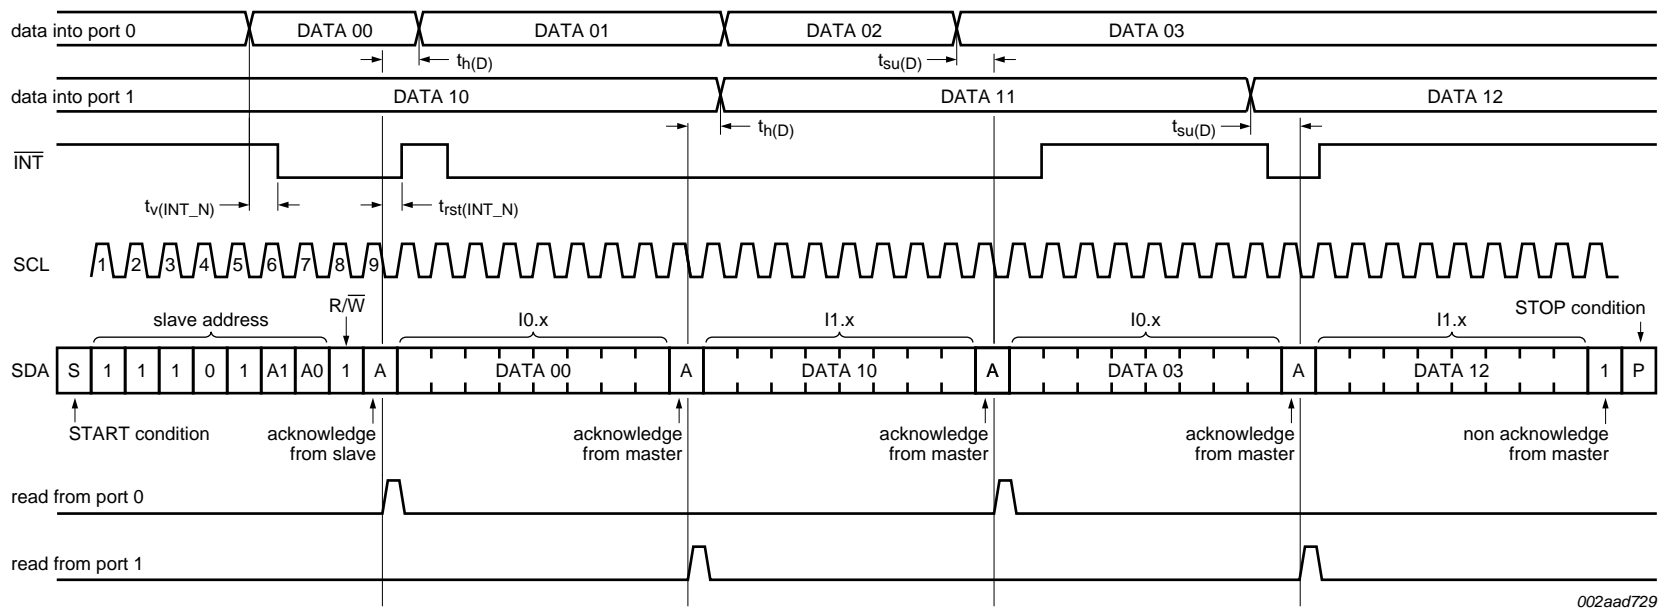 data into port 0 DATA 00 DATA 01 DATA 02 DATA 03
th(D) tsu(D)
data into port 1 DATA 10 DATA 11 DATA 12
th(D) tsu(D)
INT
tv(INT_N) trst(INT_N)
SCL 1 2 3 4 5 6 7 8 9
R/W
STOP condition
slave address I0.x I1.x I0.x I1.x
SDA S 1 1 1 0 1 A1 A0 1 A DATA 00 A DATA 10 A DATA 03 A DATA 12 1 P
START condition acknowledge from slave acknowledge from master acknowledge from master acknowledge from master non acknowledge from master
read from port 0
read from port 1
002aad729